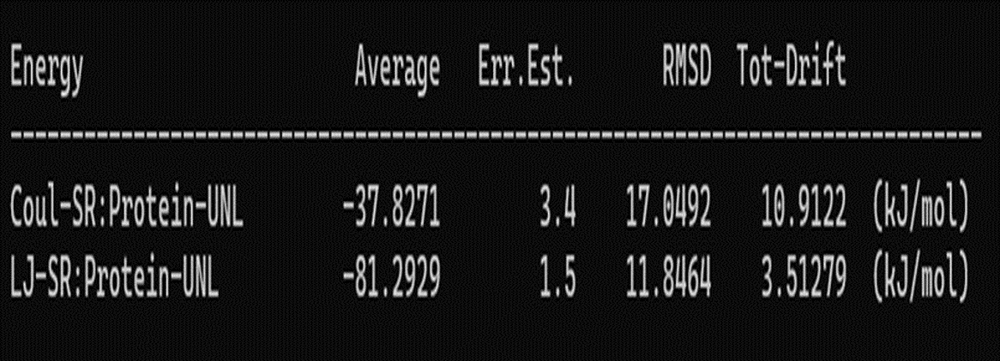 Energy Average Err.Est. RMSD Tot-Drift
-------------------------------------------------------------------------------
Coul-SR:Protein-UNL -37.8271 3.4 17.0492 10.9122 (kJ/mol)
LJ-SR:Protein-UNL -81.2929 1.5 11.8464 3.51279 (kJ/mol)